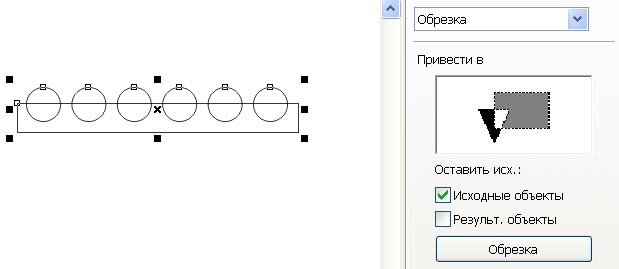 Обрезка
Привести в
Оставить исх.:
Исходные объекты
Результ. объекты
Обрезка